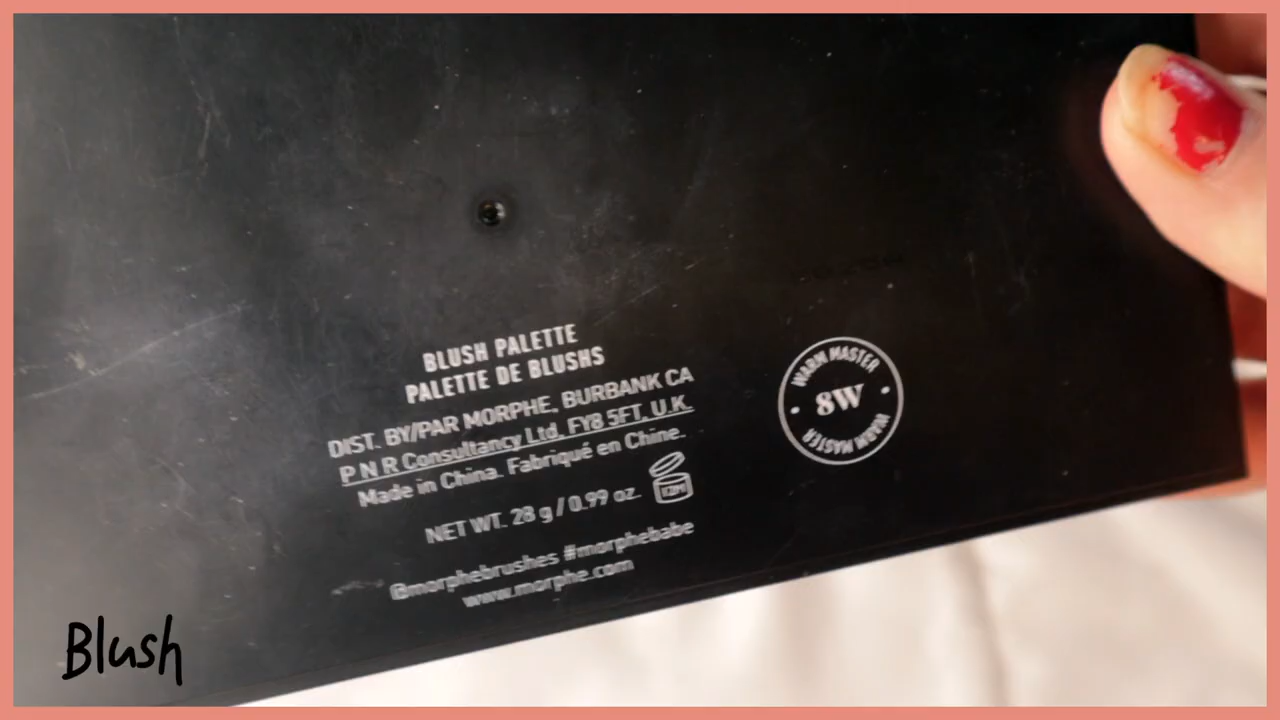 BLUSH PALETTE
PALETTE DE BLUSHS
DIST. BY/PAR MORPHE, BURBANK CA
P N R Consultancy Ltd, FY8 5FT, U.K.
Made in China. Fabriqué en Chine.
NET WT. 28 g / 0.99 oz.
12M
@morphebrushes #morphebabe
www.morphe.com
WARM MASTER
8W
WARM MASTER
Blush